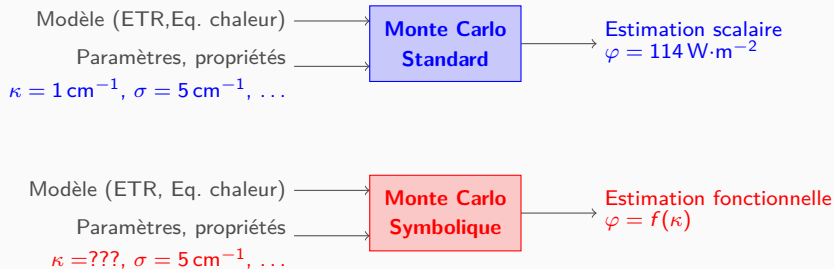 Modèle (ETR,Eq. chaleur)
Paramètres, propriétés
κ = 1 cm⁻¹, σ = 5 cm⁻¹, ...
Monte Carlo
Standard
Estimation scalaire
φ = 114 W·m⁻²
Modèle (ETR, Eq. chaleur)
Paramètres, propriétés
κ =???, σ = 5 cm⁻¹, ...
Monte Carlo
Symbolique
Estimation fonctionnelle
φ = f(κ)